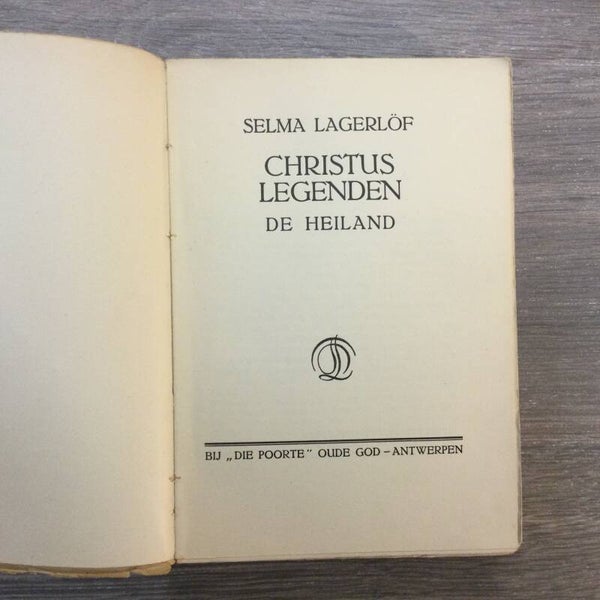 SELMA LAGERLÖF
CHRISTUS
LEGENDEN
DE HEILAND
BIJ „DIE POORTE” OUDE GOD – ANTWERPEN